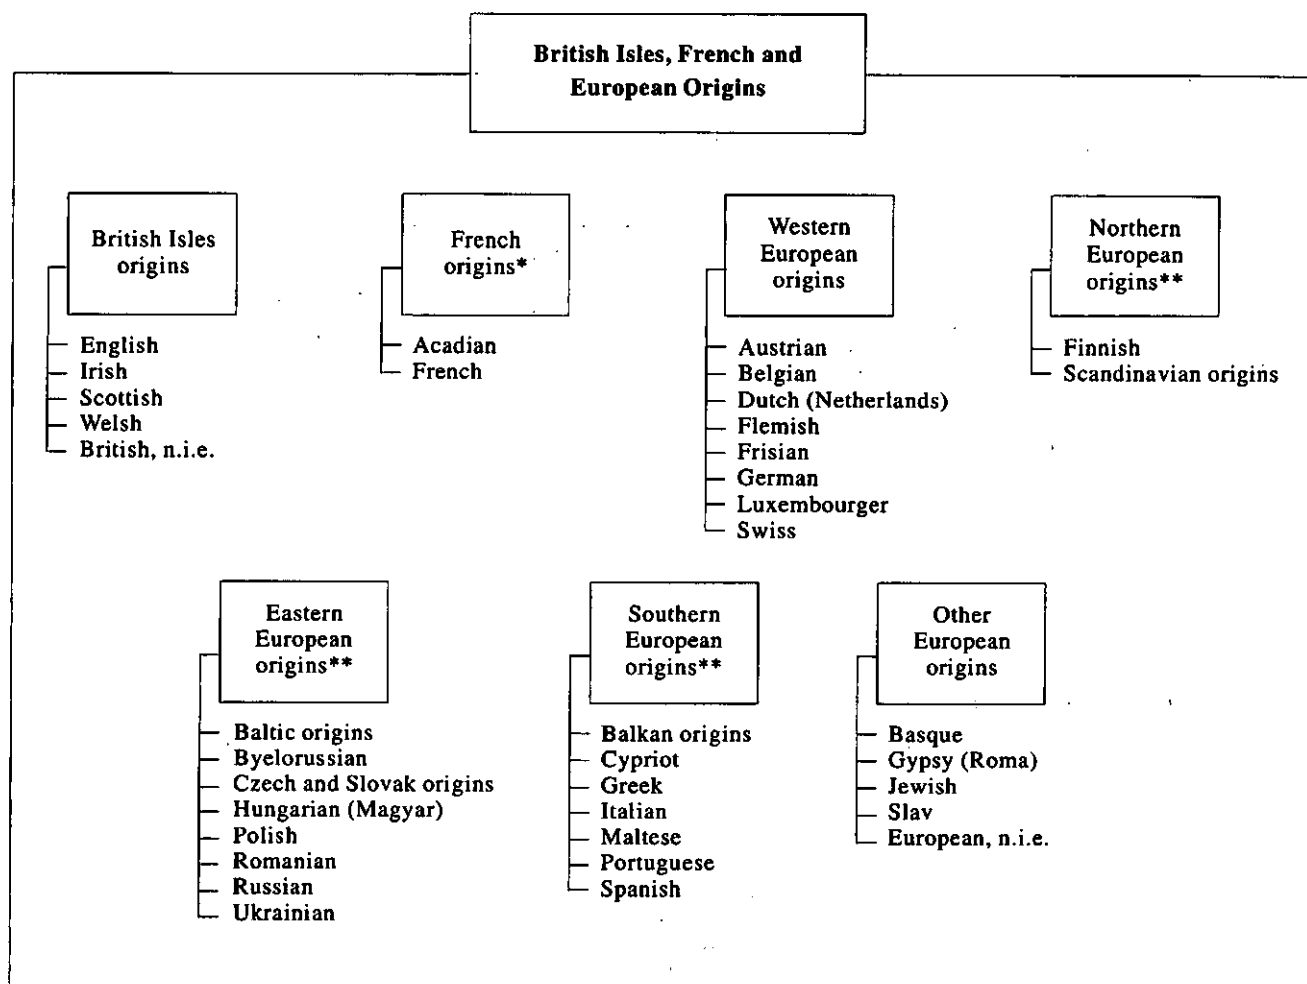 British Isles, French and
European Origins
British Isles
origins
English
Irish
Scottish
Welsh
British, n.i.e.
French
origins*
Acadian
French
Western
European
origins
Austrian
Belgian
Dutch (Netherlands)
Flemish
Frisian
German
Luxembourger
Swiss
Northern
European
origins**
Finnish
Scandinavian origins
Eastern
European
origins**
Baltic origins
Byelorussian
Czech and Slovak origins
Hungarian (Magyar)
Polish
Romanian
Russian
Ukrainian
Southern
European
origins**
Balkan origins
Cypriot
Greek
Italian
Maltese
Portuguese
Spanish
Other
European
origins
Basque
Gypsy (Roma)
Jewish
Slav
European, n.i.e.